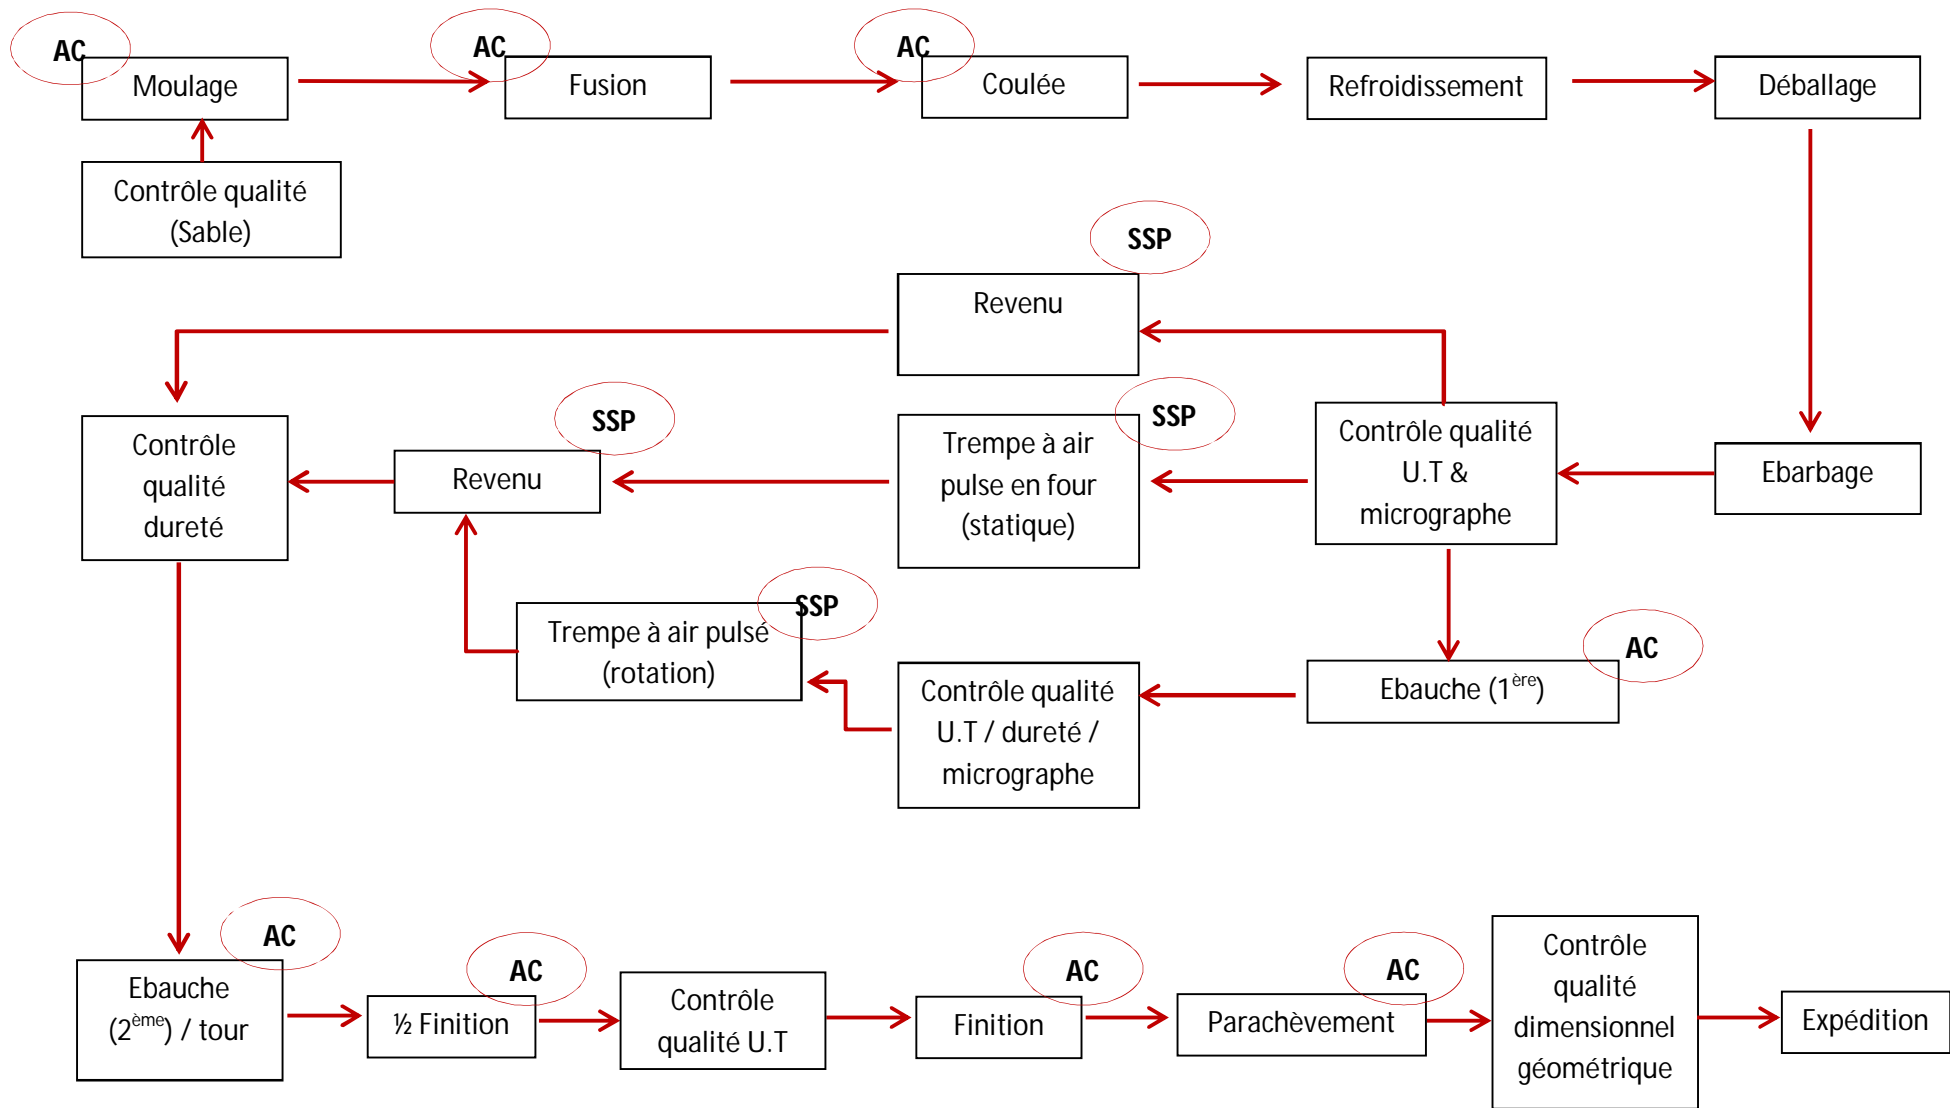 AC
Moulage
AC
Fusion
AC
Coulée
Refroidissement
Déballage
Contrôle qualité
(Sable)
SSP
Revenu
Contrôle
qualité
dureté
SSP
Revenu
SSP
Trempe à air
pulse en four
(statique)
Contrôle qualité
U.T &
micrographe
Ebarbage
SSP
Trempe à air pulsé
(rotation)
Contrôle qualité
U.T / dureté /
micrographe
AC
Ebauche (1ère)
AC
Ebauche
(2ème) / tour
AC
½ Finition
Contrôle
qualité U.T
AC
Finition
AC
Parachèvement
Contrôle
qualité
dimensionnel
géométrique
Expédition